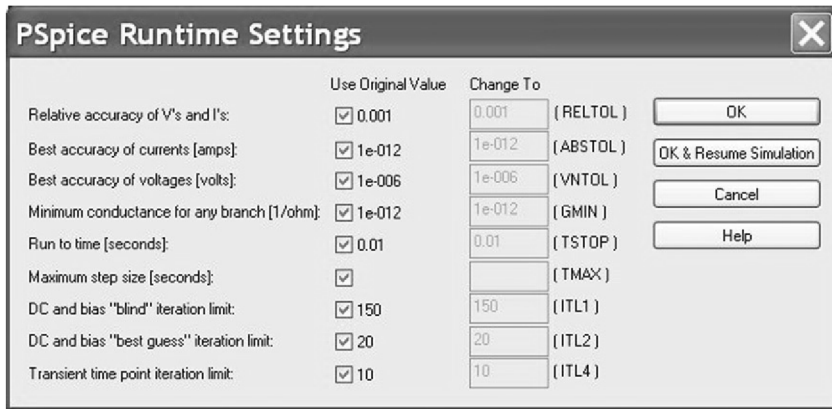 PSpice Runtime Settings
Use Original Value Change To
Relative accuracy of V's and I's: 0.001 0.001 (RELTOL) OK
Best accuracy of currents [amps]: 1e-012 1e-012 (ABSTOL) OK & Resume Simulation
Best accuracy of voltages [volts]: 1e-006 1e-006 (VNTOL) Cancel
Minimum conductance for any branch [1/ohm]: 1e-012 1e-012 (GMIN)
Run to time [seconds]: 0.01 0.01 (TSTOP) Help
Maximum step size [seconds]: (TMAX)
DC and bias "blind" iteration limit: 150 150 (ITL1)
DC and bias "best guess" iteration limit: 20 20 (ITL2)
Transient time point iteration limit: 10 10 (ITL4)